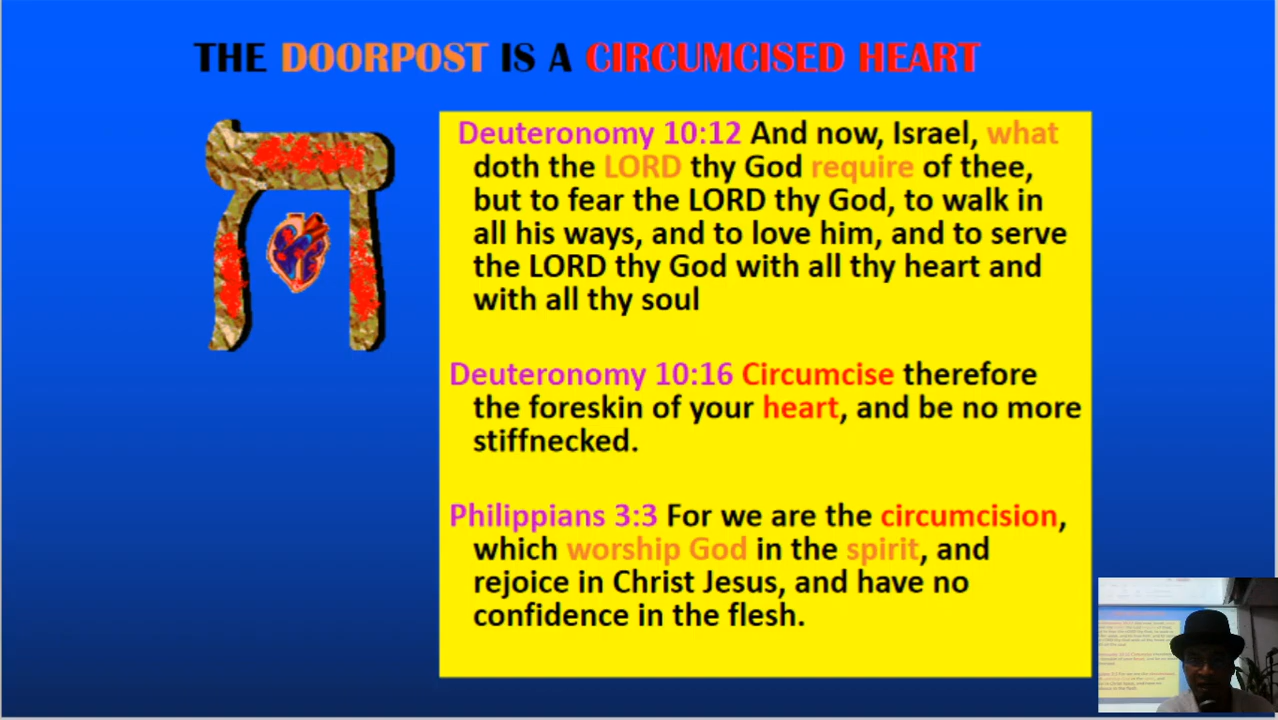 THE DOORPOST IS A CIRCUMCISED HEART
ח
Deuteronomy 10:12 And now, Israel, what
doth the LORD thy God require of thee,
but to fear the LORD thy God, to walk in
all his ways, and to love him, and to serve
the LORD thy God with all thy heart and
with all thy soul
Deuteronomy 10:16 Circumcise therefore
the foreskin of your heart, and be no more
stiffnecked.
Philippians 3:3 For we are the circumcision,
which worship God in the spirit, and
rejoice in Christ Jesus, and have no
confidence in the flesh.